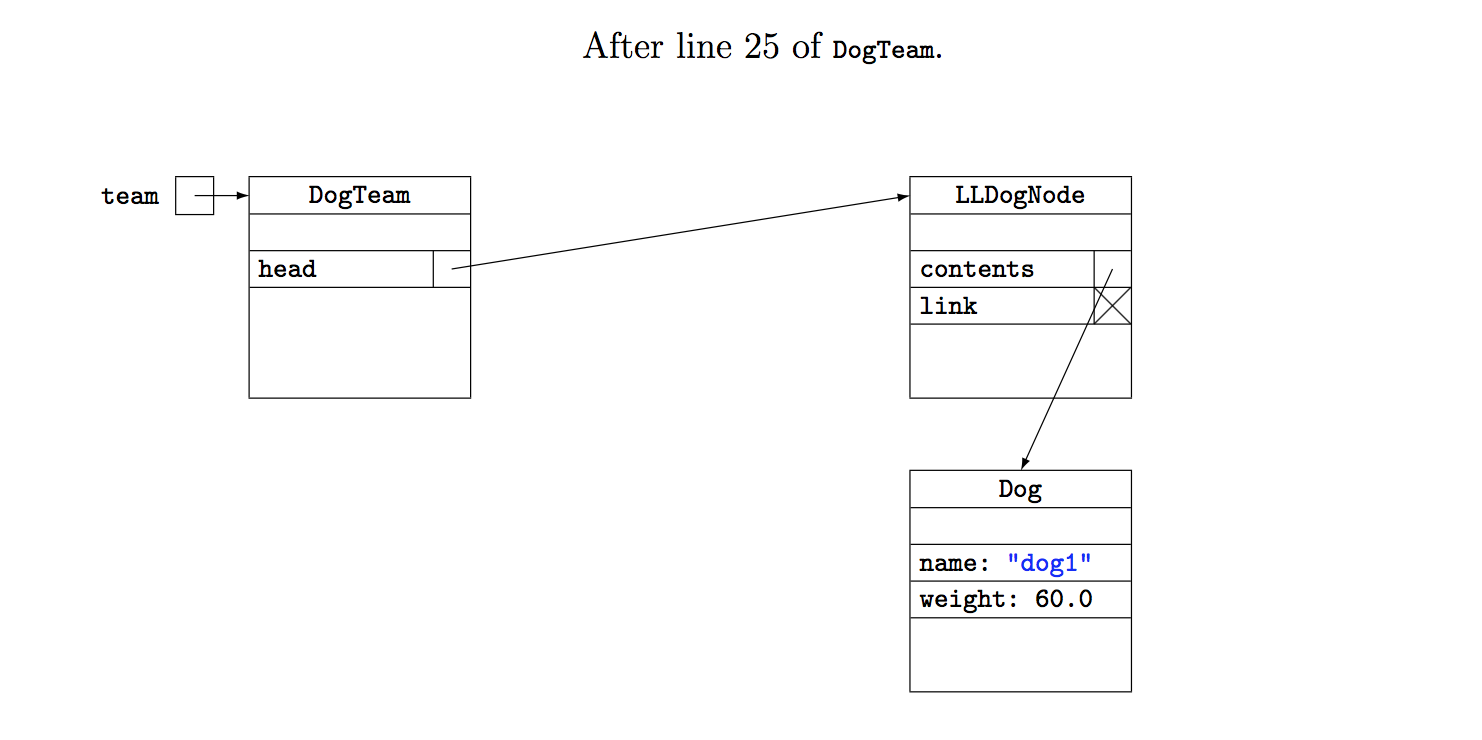 After line 25 of DogTeam.
team
DogTeam
head
LLDogNode
contents
link
Dog
name: "dog1"
weight: 60.0